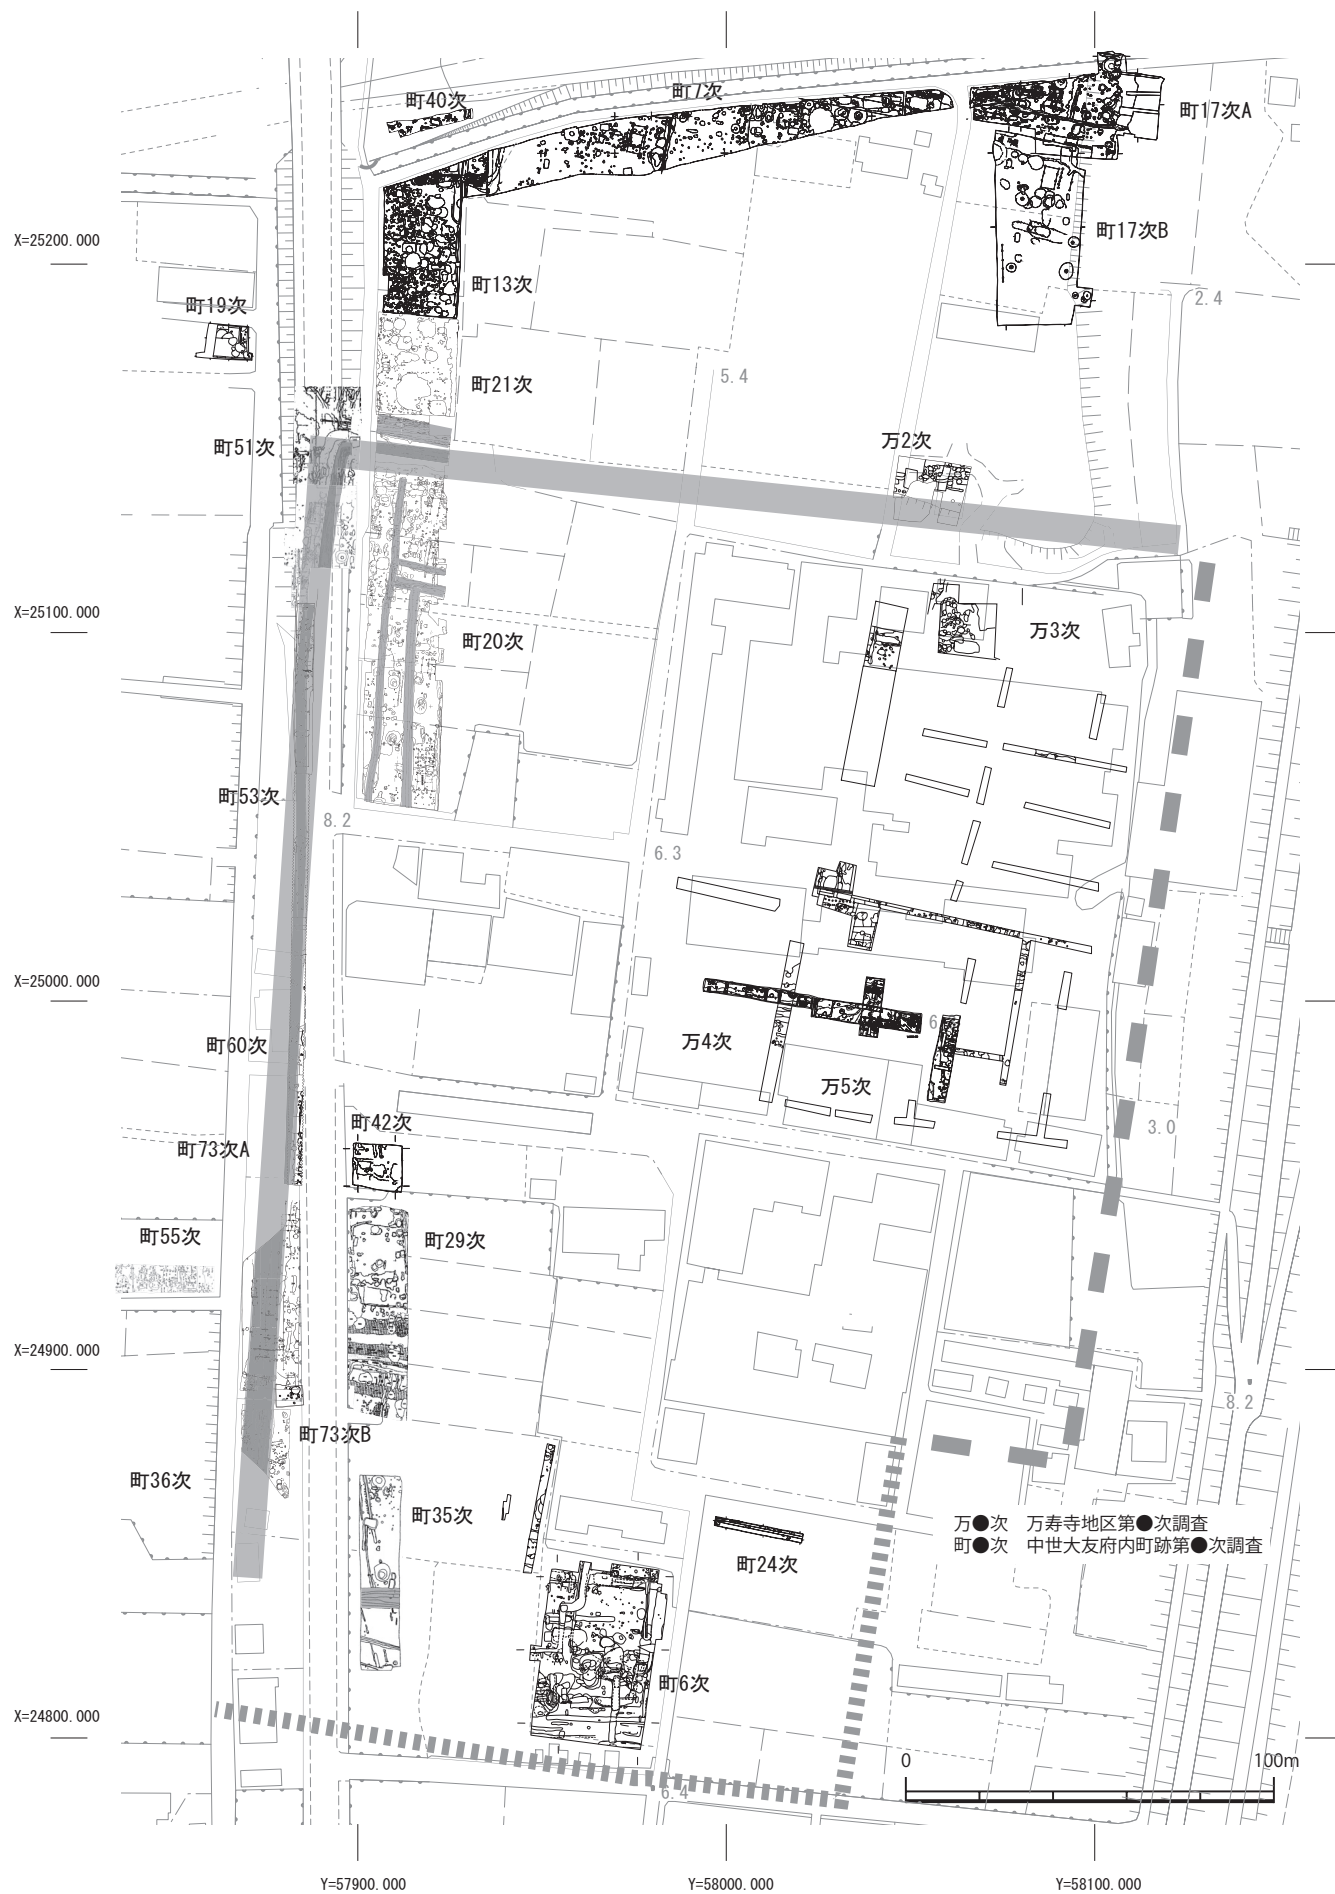 町40次
町7次
町17次A
町17次B
X=25200.000
町13次
2.4
町19次
5.4
町21次
万2次
町51次
X=25100.000
万3次
町20次
町53次
8.2
6.3
X=25000.000
6
万4次
町60次
万5次
町42次
3.0
町73次A
町55次
町29次
X=24900.000
8.2
町73次B
町36次
町35次
万●次　万寿寺地区第●次調査
町●次　中世大友府内町跡第●次調査
町24次
町6次
X=24800.000
0 100m
6.4
Y=57900.000 Y=58000.000 Y=58100.000